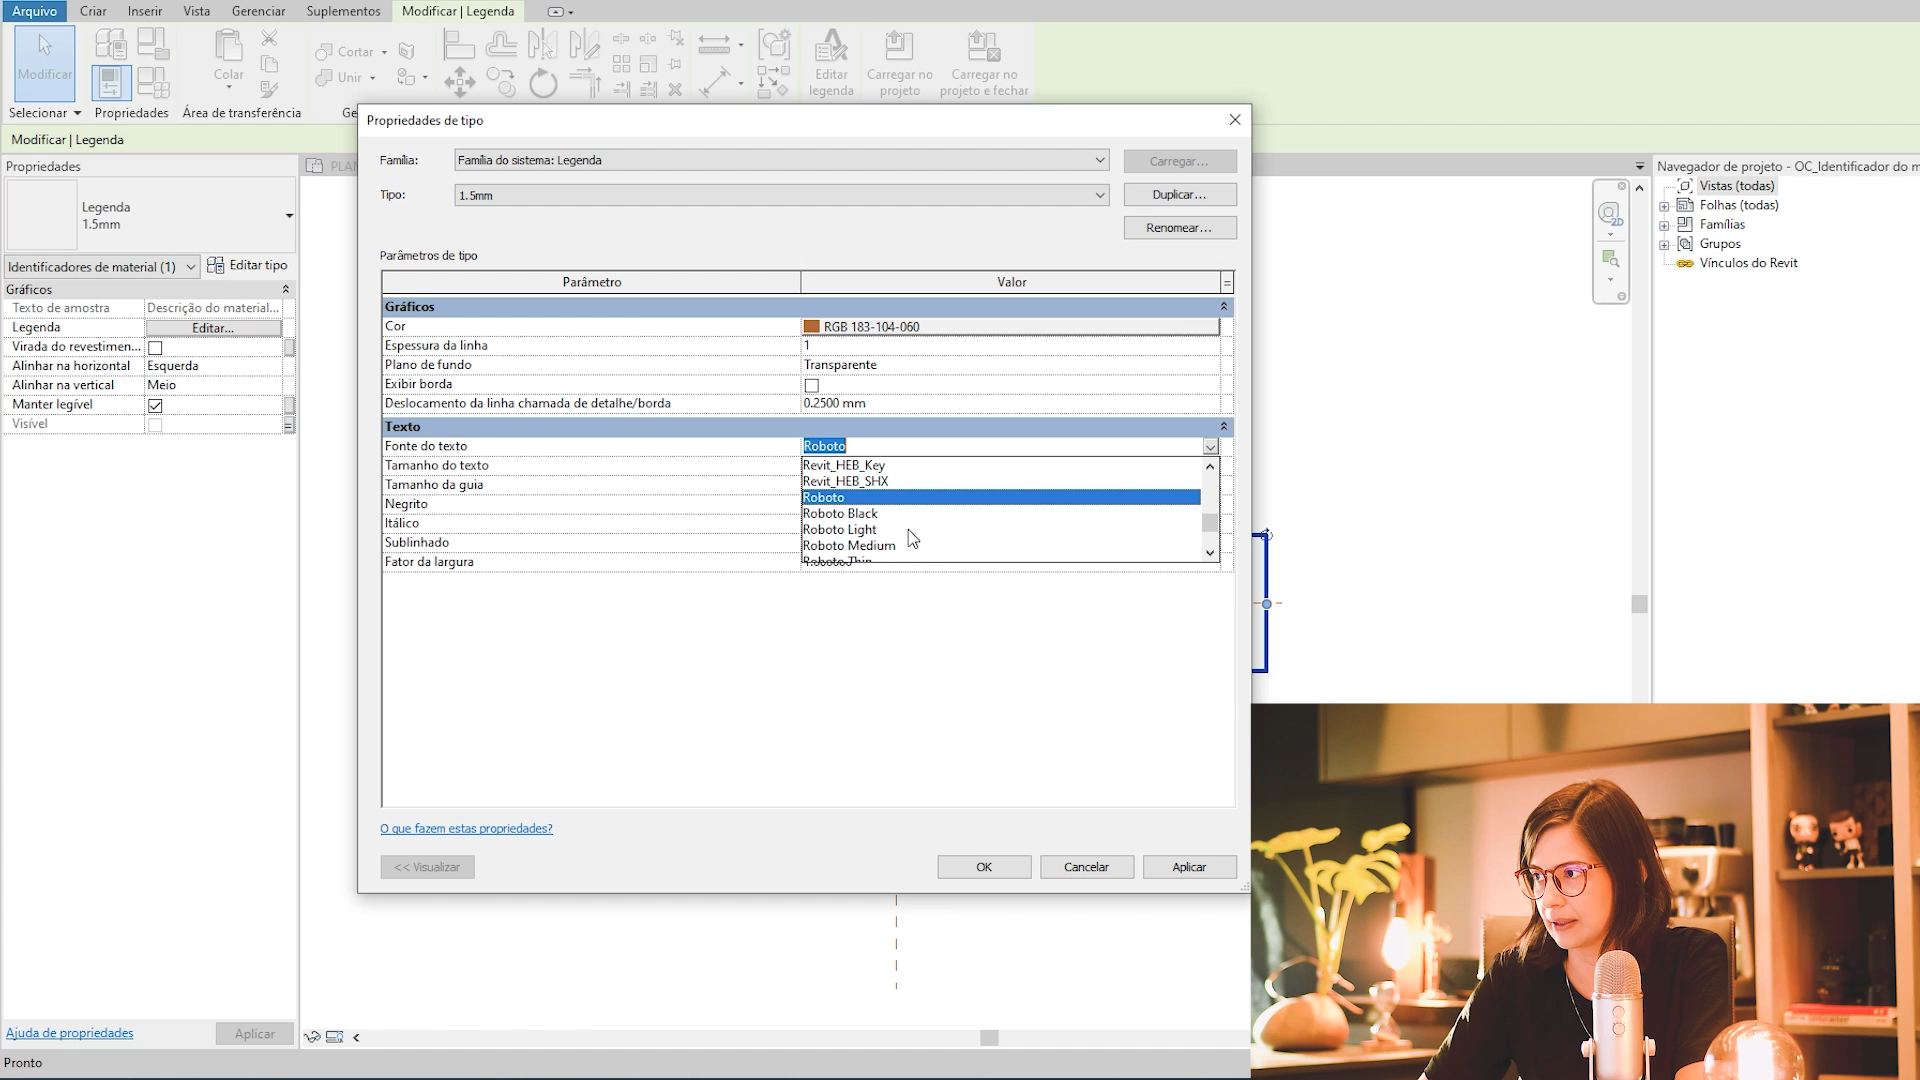 Arquivo Criar Inserir Vista Gerenciar Suplementos Modificar | Legenda
Modificar
Colar
Cortar
Unir
Editar legenda
Carregar no projeto
Carregar no projeto e fechar
Selecionar Propriedades Área de transferência Ge
Modificar | Legenda
Propriedades
Legenda
1.5mm
Identificadores de material (1) Editar tipo
Gráficos
Texto de amostra Descrição do material...
Legenda Editar...
Virada do revestimen...
Alinhar na horizontal Esquerda
Alinhar na vertical Meio
Manter legível
Visível
Ajuda de propriedades Aplicar
Pronto
PLAN
Propriedades de tipo
Família: Família do sistema: Legenda Carregar...
Tipo: 1.5mm Duplicar...
Renomear...
Parâmetros de tipo
Parâmetro Valor =
Gráficos
Cor RGB 183-104-060
Espessura da linha 1
Plano de fundo Transparente
Exibir borda
Deslocamento da linha chamada de detalhe/borda 0.2500 mm
Texto
Fonte do texto Roboto
Tamanho do texto
Tamanho da guia
Negrito
Itálico
Sublinhado
Fator da largura
Revit_HEB_Key
Revit_HEB_SHX
Roboto
Roboto Black
Roboto Light
Roboto Medium
Roboto Thin
O que fazem estas propriedades?
<< Visualizar OK Cancelar Aplicar
2D
Navegador de projeto - OC_Identificador do m
Vistas (todas)
Folhas (todas)
Famílias
Grupos
Vínculos do Revit